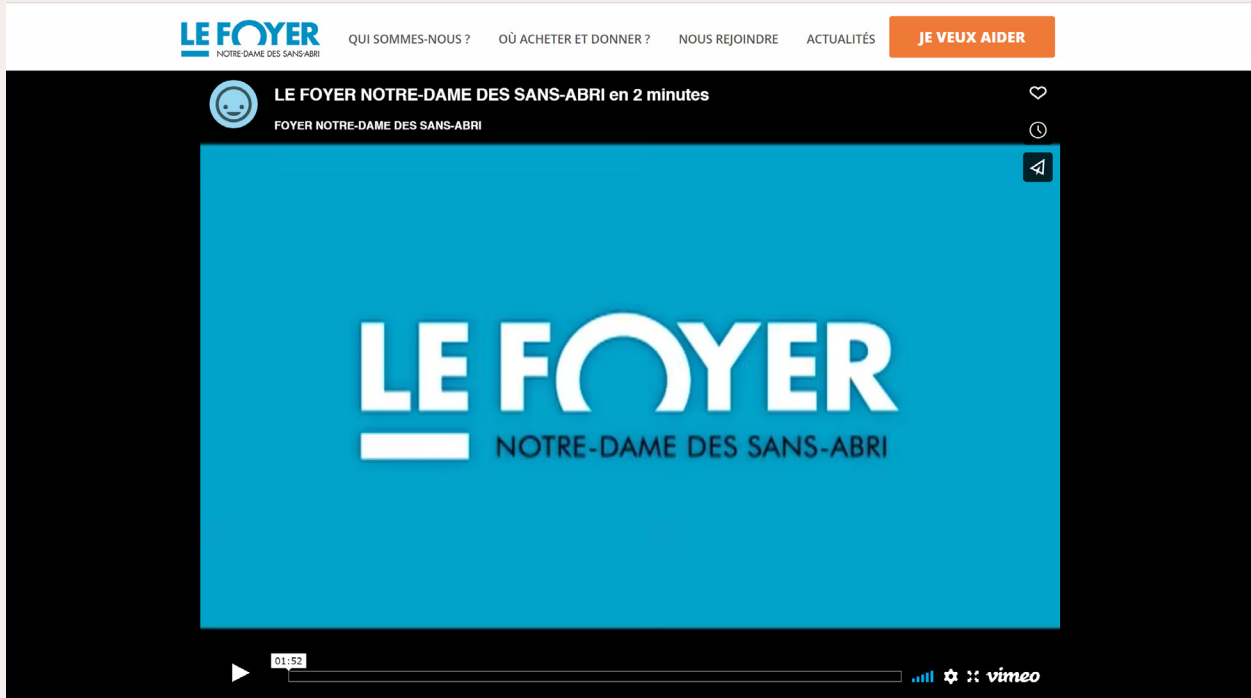 LE FOYER
NOTRE-DAME DES SANS-ABRI
QUI SOMMES-NOUS ?
OÙ ACHETER ET DONNER ?
NOUS REJOINDRE
ACTUALITÉS
JE VEUX AIDER
LE FOYER NOTRE-DAME DES SANS-ABRI en 2 minutes
FOYER NOTRE-DAME DES SANS-ABRI
LE FOYER
NOTRE-DAME DES SANS-ABRI
01:52
vimeo